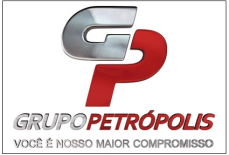 GP
GRUPO PETRÓPOLIS
VOCÊ É NOSSO MAIOR COMPROMISSO